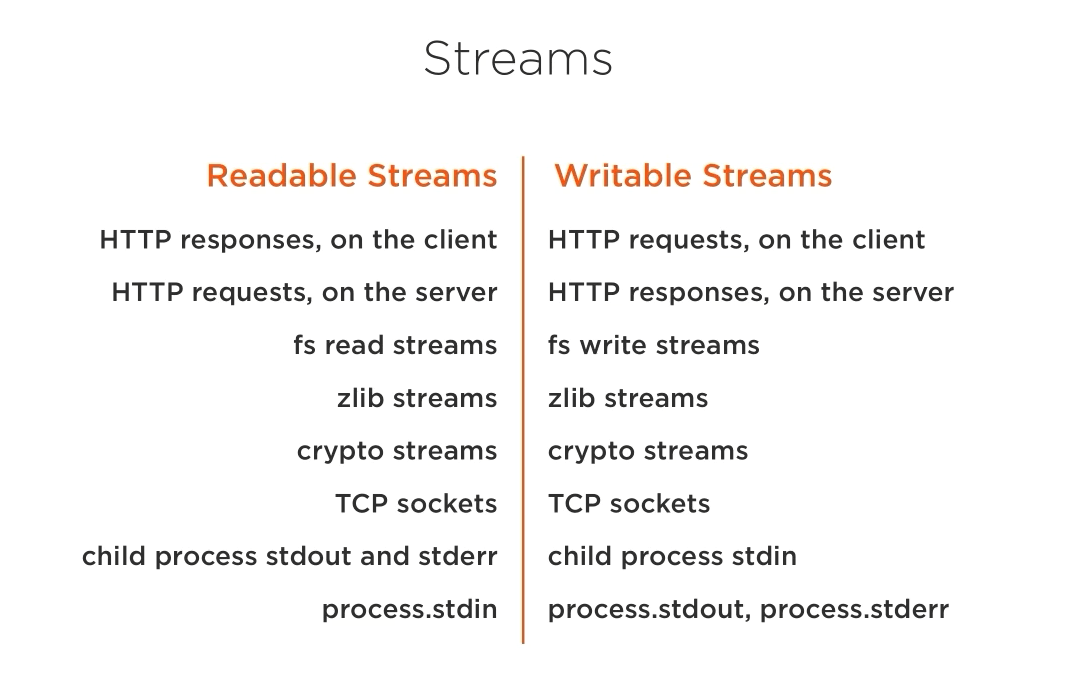 Streams
Readable Streams
HTTP responses, on the client
HTTP requests, on the server
fs read streams
zlib streams
crypto streams
TCP sockets
child process stdout and stderr
process.stdin
Writable Streams
HTTP requests, on the client
HTTP responses, on the server
fs write streams
zlib streams
crypto streams
TCP sockets
child process stdin
process.stdout, process.stderr